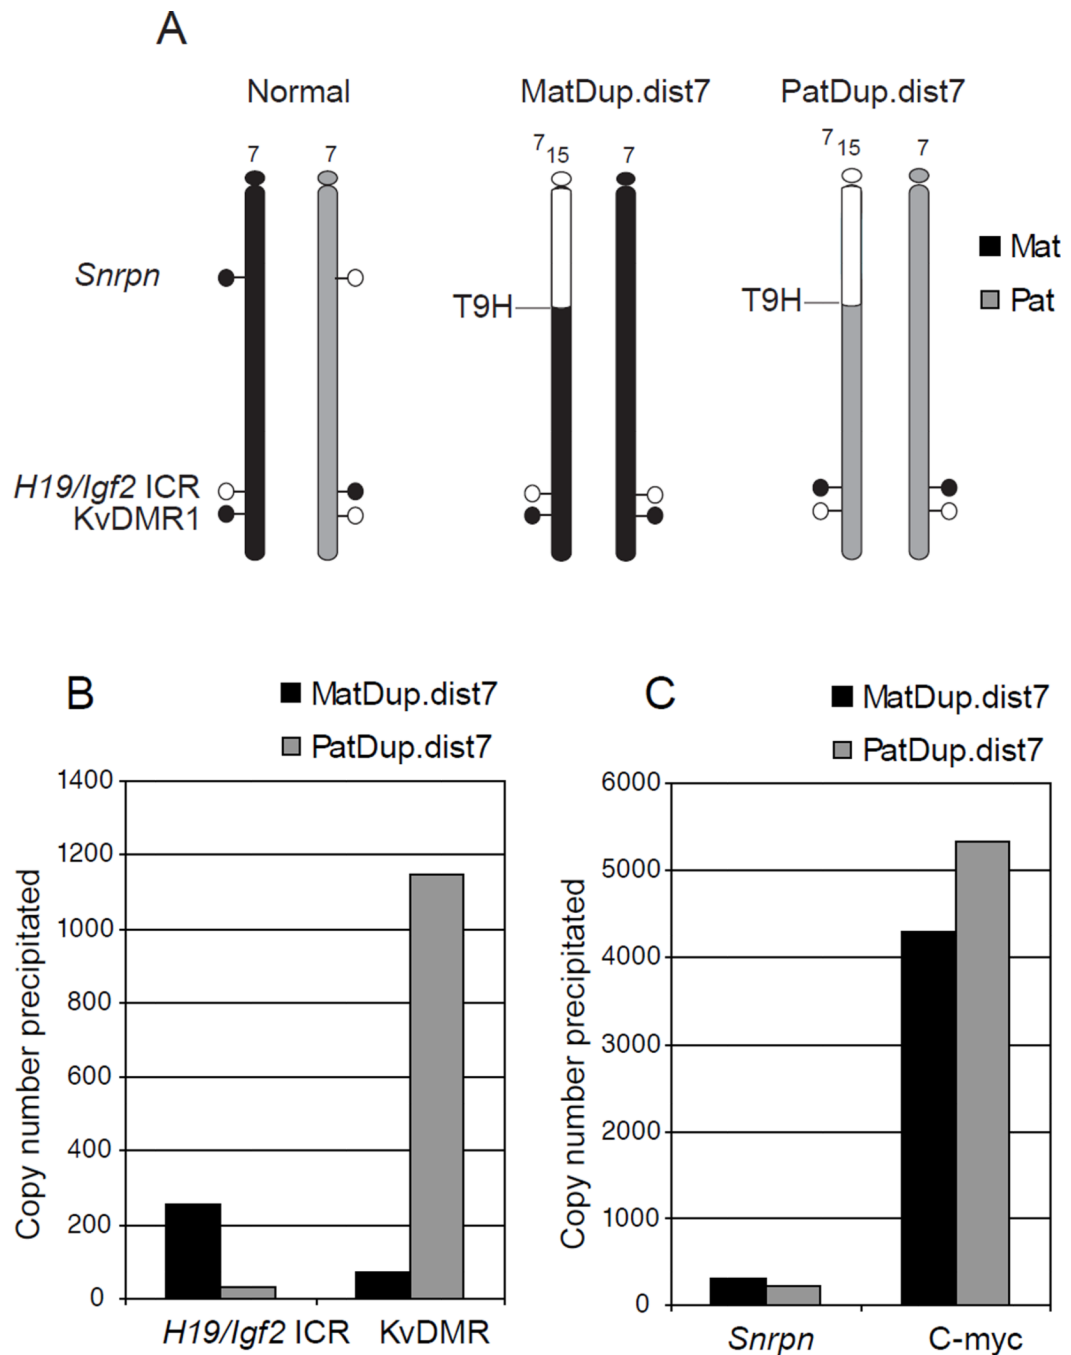 A
Normal
MatDup.dist7
PatDup.dist7
7 7
7 15 7
7 15 7
Snrpn
T9H
T9H
Mat
Pat
H19/Igf2 ICR
KvDMR1
B
MatDup.dist7
PatDup.dist7
Copy number precipitated
1400
1200
1000
800
600
400
200
0
H19/Igf2 ICR
KvDMR
C
MatDup.dist7
PatDup.dist7
Copy number precipitated
6000
5000
4000
3000
2000
1000
0
Snrpn
C-myc